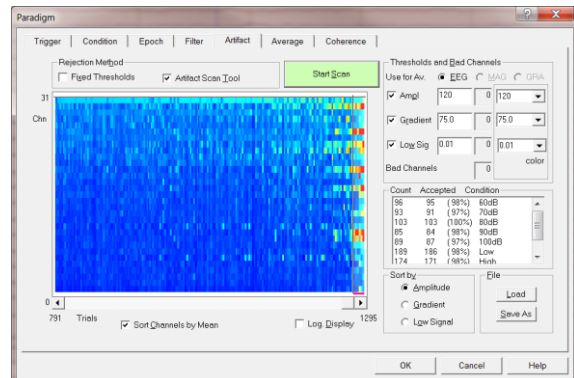 Paradigm
Trigger Condition Epoch Filter Artifact Average Coherence
Rejection Method
Fixed Thresholds
Artifact Scan Tool
Start Scan
31
Chn
0
791 Trials 1295
Sort Channels by Mean
Log. Display
Thresholds and Bad Channels
Use for Av. EEG MAG GRA
Ampl 120 0 120
Gradient 75.0 0 75.0
Low Sig 0.01 0 0.01
Bad Channels 0 color
Count Accepted Condition
96 95 (98%) 60dB
93 91 (97%) 70dB
103 103 (100%) 80dB
85 84 (98%) 90dB
89 87 (97%) 100dB
189 186 (98%) Low
174 171 (98%) High
Sort by
Amplitude
Gradient
Low Signal
File
Load
Save As
OK Cancel Help